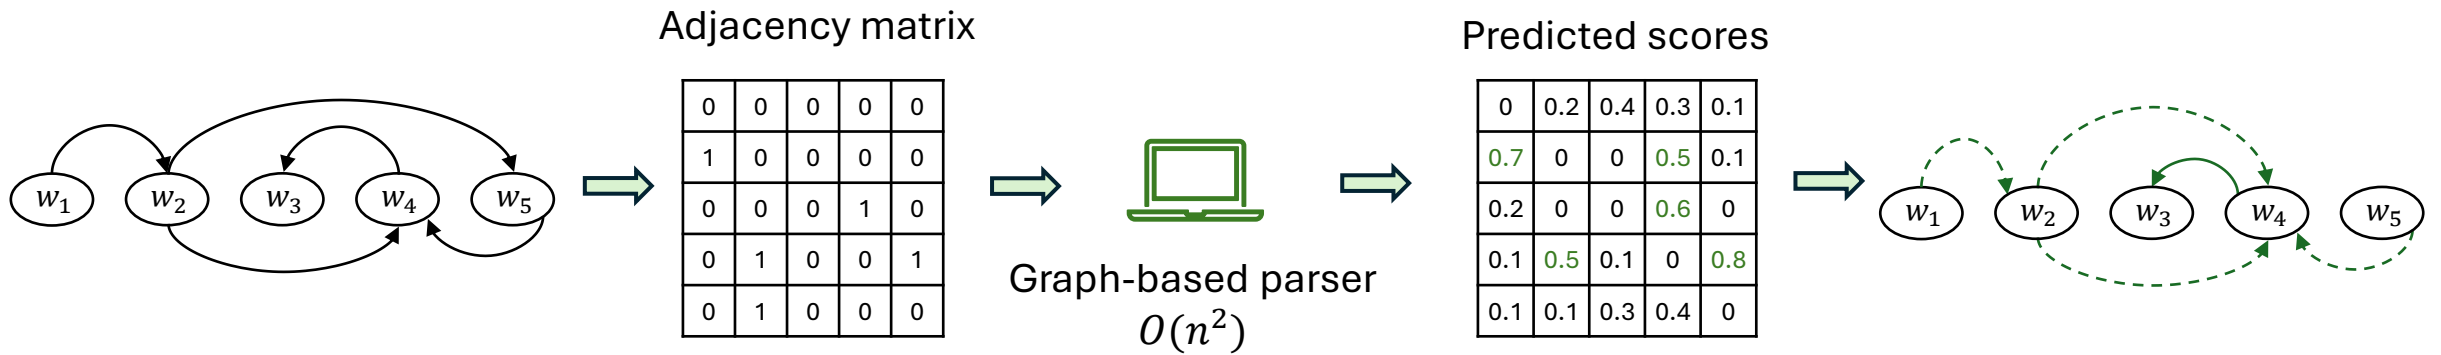 Adjacency matrix
Predicted scores
w₁ w₂ w₃ w₄ w₅
0 0 0 0 0
1 0 0 0 0
0 0 0 1 0
0 1 0 0 1
0 1 0 0 0
Graph-based parser
O(n²)
0 0.2 0.4 0.3 0.1
0.7 0 0 0.5 0.1
0.2 0 0 0.6 0
0.1 0.5 0.1 0 0.8
0.1 0.1 0.3 0.4 0
w₁ w₂ w₃ w₄ w₅